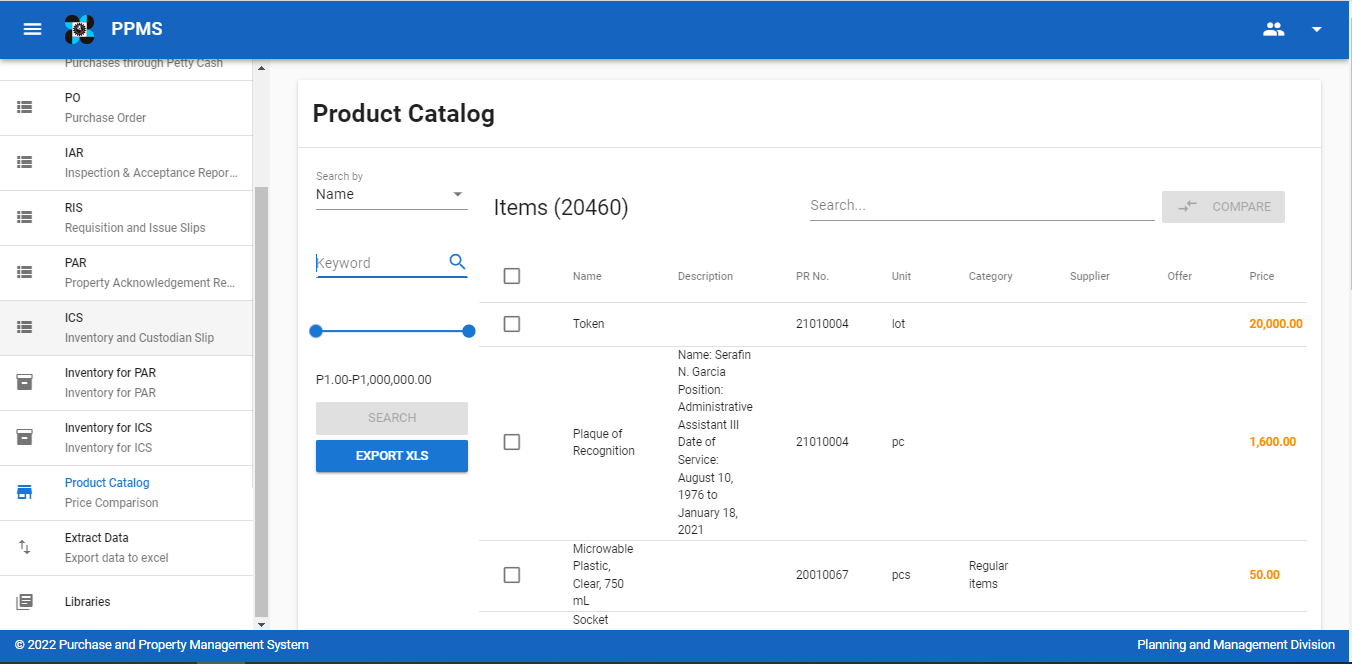 PPMS
Purchases through Petty Cash
PO
Purchase Order
IAR
Inspection & Acceptance Repor...
RIS
Requisition and Issue Slips
PAR
Property Acknowledgement Re...
ICS
Inventory and Custodian Slip
Inventory for PAR
Inventory for PAR
Inventory for ICS
Inventory for ICS
Product Catalog
Price Comparison
Extract Data
Export data to excel
Libraries
Product Catalog
Search by
Name
Keyword
P1.00-P1,000,000.00
SEARCH
EXPORT XLS
Items (20460)
Search...
COMPARE
Name Description PR No. Unit Category Supplier Offer Price
Token 21010004 lot 20,000.00
Plaque of
Recognition
Name: Serafin
N. Garcia
Position:
Administrative
Assistant III
Date of
Service:
August 10,
1976 to
January 18,
2021
21010004 pc 1,600.00
Microwable
Plastic,
Clear, 750
mL
20010067 pcs
Regular
items
50.00
Socket
© 2022 Purchase and Property Management System
Planning and Management Division